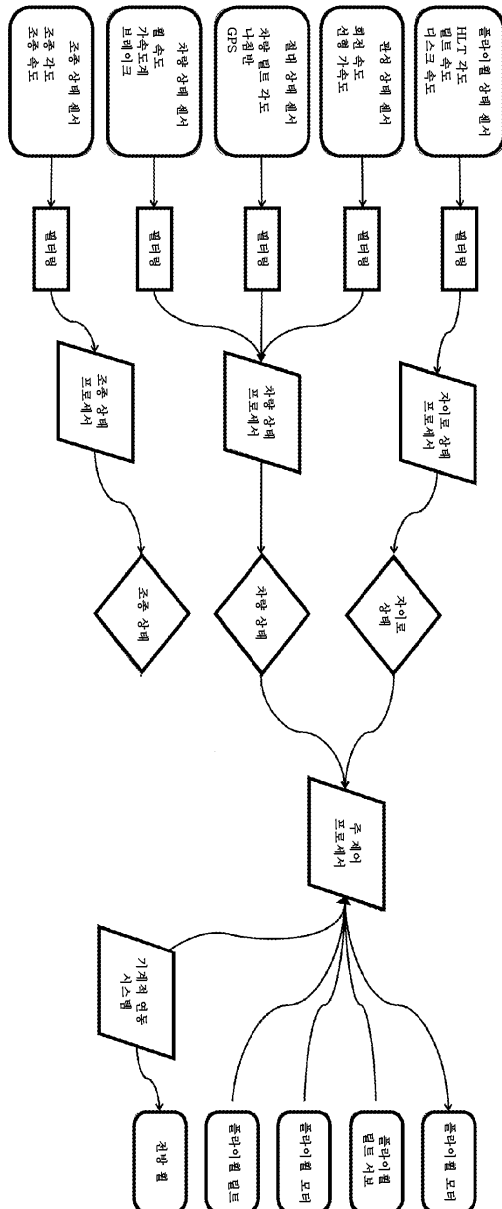 플라이휠 상태 센서
HLT 각도
틸트 속도
디스크 속도
관성 상태 센서
회전 속도
선형 가속도
절대 상태 센서
차량 틸트 각도
나침반
GPS
차량 상태 센서
휠 속도
가속도계
브레이크
조종 상태 센서
조종 각도
조종 속도
필터링
필터링
필터링
필터링
필터링
자이로 상태
프로세서
차량 상태
프로세서
조종 상태
프로세서
자이로
상태
차량 상태
조종 상태
주 제어
프로세서
기계적 연동
시스템
플라이휠 모터
플라이휠
틸트 서보
플라이휠 모터
플라이휠 틸트
전방 휠